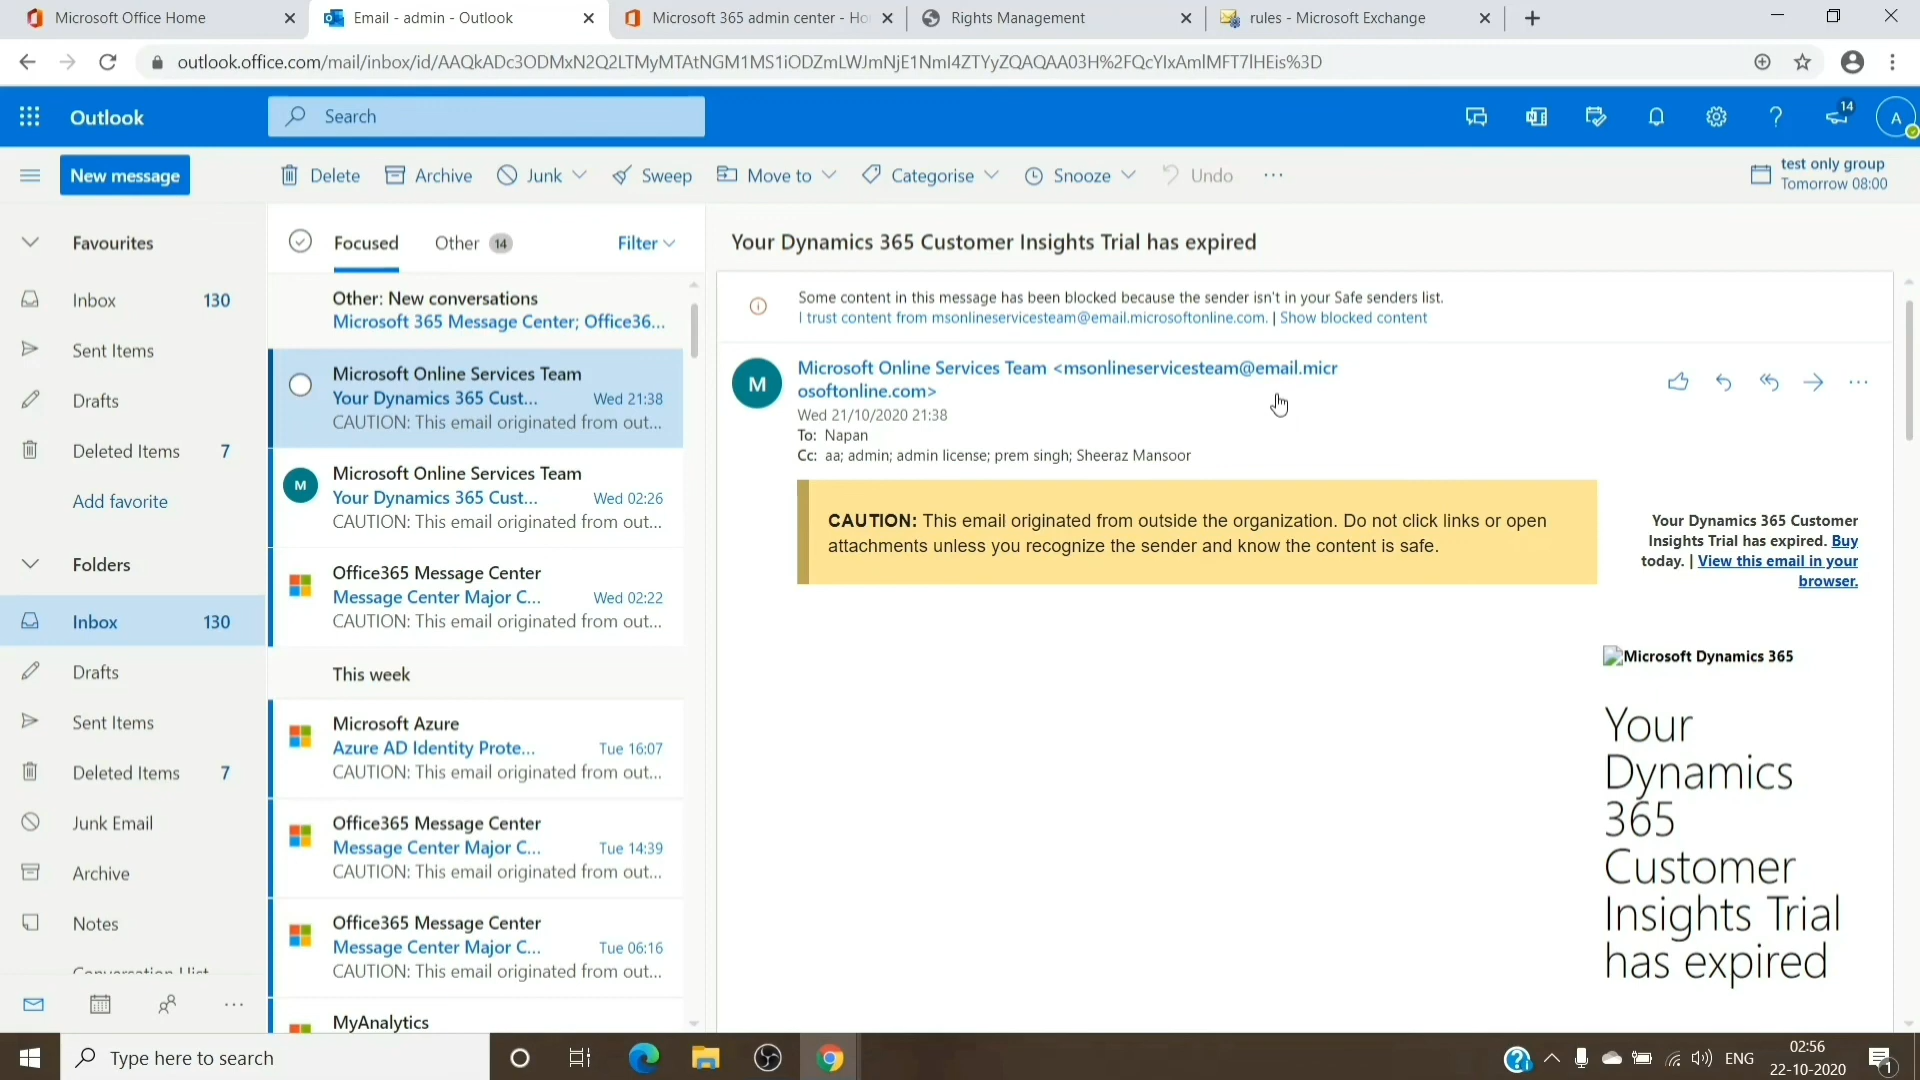 Microsoft Office Home
Email - admin - Outlook
Microsoft 365 admin center - Ho
Rights Management
rules - Microsoft Exchange
outlook.office.com/mail/inbox/id/AAQkADc3ODMxN2Q2LTMyMTAtNGM1MS1iODZmLWJmNjE1NmI4ZTYyZQAQAA03H%2FQcYIxAmIMFT7lHEis%3D
Outlook
Search
14
A
New message
Delete
Archive
Junk
Sweep
Move to
Categorise
Snooze
Undo
test only group
Tomorrow 08:00
Favourites
Inbox 130
Sent Items
Drafts
Deleted Items 7
Add favorite
Folders
Inbox 130
Drafts
Sent Items
Deleted Items 7
Junk Email
Archive
Notes
Focused
Other 14
Filter
Other: New conversations
Microsoft 365 Message Center; Office36...
Microsoft Online Services Team
Your Dynamics 365 Cust... Wed 21:38
CAUTION: This email originated from out...
M
Microsoft Online Services Team
Your Dynamics 365 Cust... Wed 02:26
CAUTION: This email originated from out...
Office365 Message Center
Message Center Major C... Wed 02:22
CAUTION: This email originated from out...
This week
Microsoft Azure
Azure AD Identity Prote... Tue 16:07
CAUTION: This email originated from out...
Office365 Message Center
Message Center Major C... Tue 14:39
CAUTION: This email originated from out...
Office365 Message Center
Message Center Major C... Tue 06:16
CAUTION: This email originated from out...
MyAnalytics
Your Dynamics 365 Customer Insights Trial has expired
Some content in this message has been blocked because the sender isn't in your Safe senders list.
I trust content from msonlineservicesteam@email.microsoftonline.com. | Show blocked content
M
Microsoft Online Services Team <msonlineservicesteam@email.micr
osoftonline.com>
Wed 21/10/2020 21:38
To: Napan
Cc: aa; admin; admin license; prem singh; Sheeraz Mansoor
CAUTION: This email originated from outside the organization. Do not click links or open
attachments unless you recognize the sender and know the content is safe.
Your Dynamics 365 Customer
Insights Trial has expired. Buy
today. | View this email in your
browser.
Microsoft Dynamics 365
Your
Dynamics
365
Customer
Insights Trial
has expired
Type here to search
ENG
02:56
22-10-2020
1